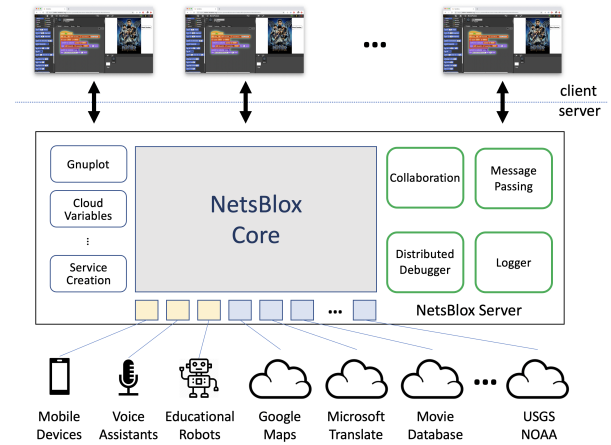 client
server
Gnuplot
Cloud
Variables
Service
Creation
NetsBlox
Core
Collaboration
Message
Passing
Distributed
Debugger
Logger
NetsBlox Server
Mobile
Devices
Voice
Assistants
Educational
Robots
Google
Maps
Microsoft
Translate
Movie
Database
USGS
NOAA